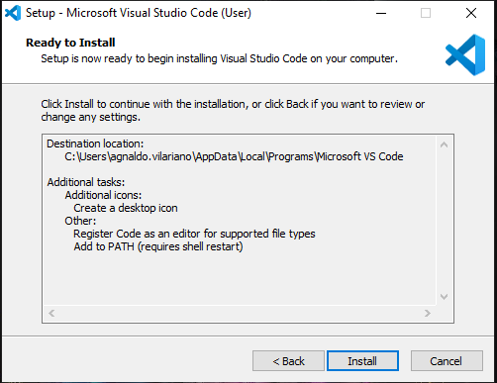 Setup - Microsoft Visual Studio Code (User)
Ready to Install
Setup is now ready to begin installing Visual Studio Code on your computer.
Click Install to continue with the installation, or click Back if you want to review or
change any settings.
Destination location:
C:\Users\agnaldo.vilariano\AppData\Local\Programs\Microsoft VS Code
Additional tasks:
Additional icons:
Create a desktop icon
Other:
Register Code as an editor for supported file types
Add to PATH (requires shell restart)
< Back Install Cancel